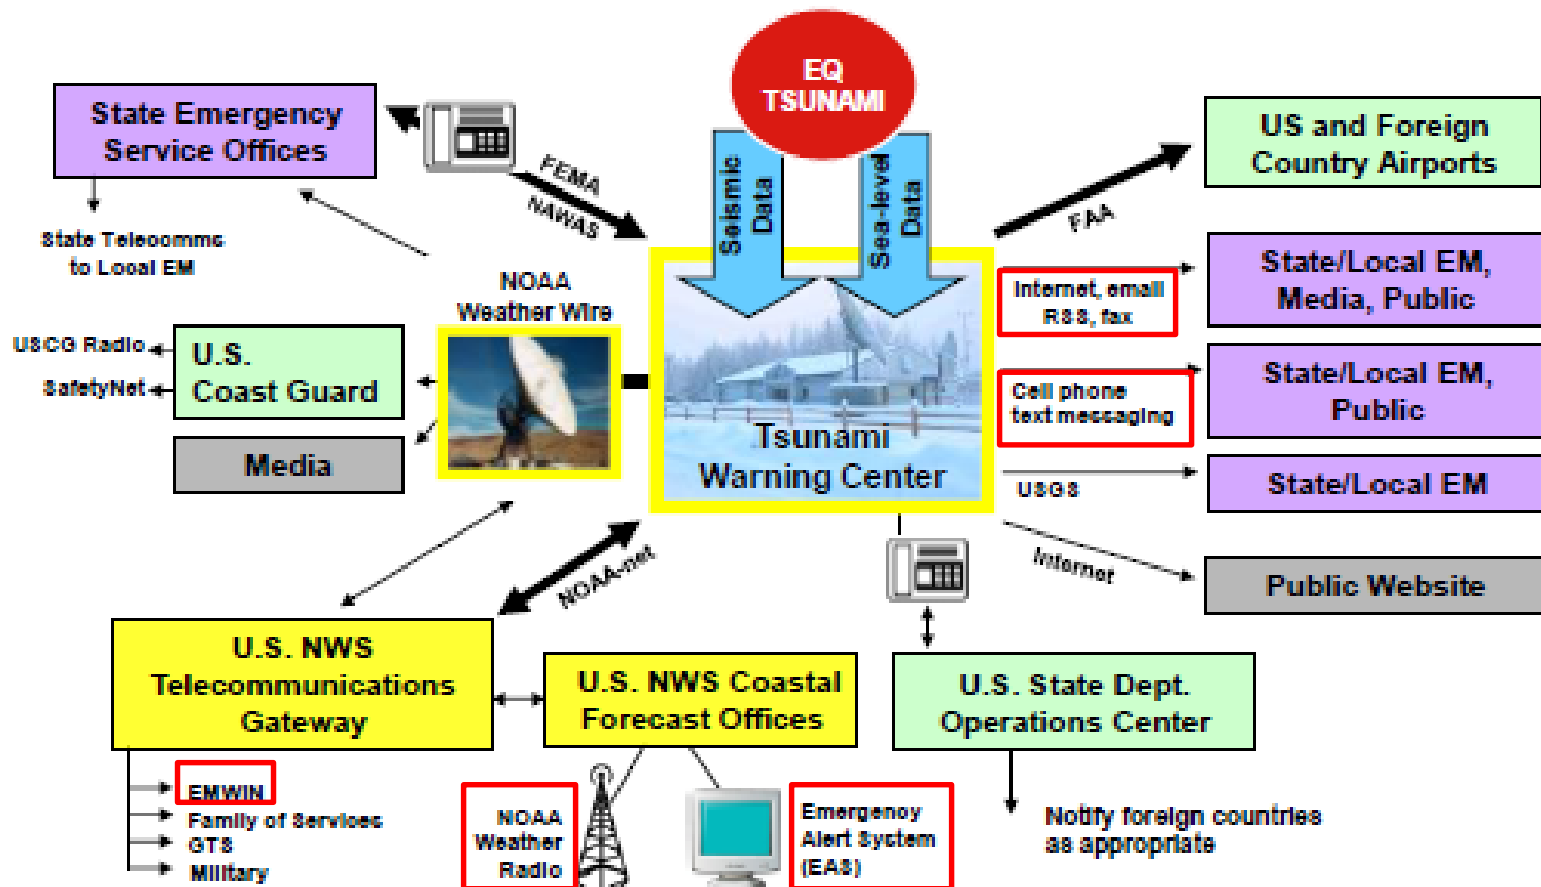 EQ
TSUNAMI
Seismic
Data
Sea-level
Data
State Emergency
Service Offices
FEMA
NAWAS
State Telecomms
to Local EM
NOAA
Weather Wire
USCG Radio
SafetyNet
U.S.
Coast Guard
Media
Tsunami
Warning Center
US and Foreign
Country Airports
FAA
Internet, email
RSS, fax
State/Local EM,
Media, Public
Cell phone
text messaging
State/Local EM,
Public
USGS
State/Local EM
Internet
Public Website
NOAA-net
U.S. NWS
Telecommunications
Gateway
EMWIN
Family of Services
GTS
Military
U.S. NWS Coastal
Forecast Offices
NOAA
Weather
Radio
Emergency
Alert System
(EAS)
U.S. State Dept.
Operations Center
Notify foreign countries
as appropriate